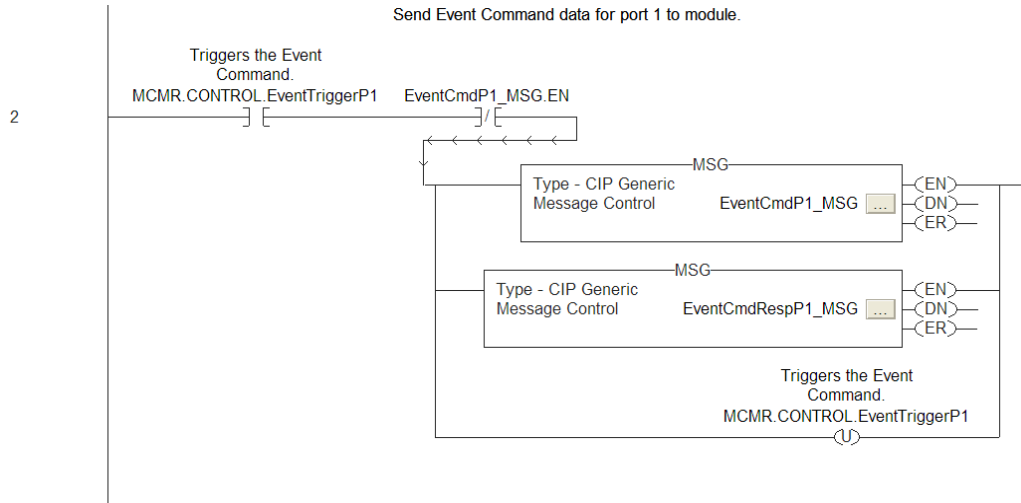 Send Event Command data for port 1 to module.
Triggers the Event
Command.
MCMR.CONTROL.EventTriggerP1 EventCmdP1_MSG.EN
2
/
MSG
Type - CIP Generic
Message Control EventCmdP1_MSG ...
EN
DN
ER
MSG
Type - CIP Generic
Message Control EventCmdRespP1_MSG ...
EN
DN
ER
Triggers the Event
Command.
MCMR.CONTROL.EventTriggerP1
U